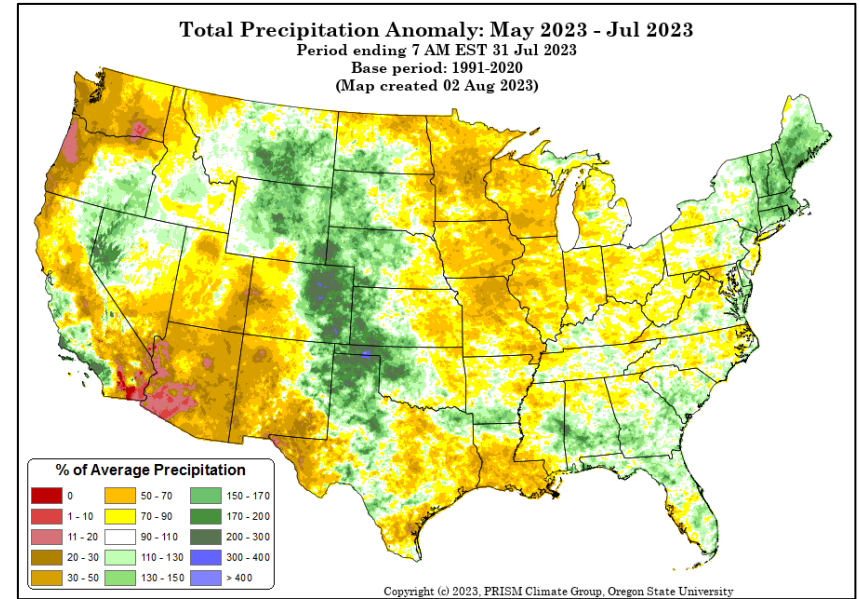 Total Precipitation Anomaly: May 2023 - Jul 2023
Period ending 7 AM EST 31 Jul 2023
Base period: 1991-2020
(Map created 02 Aug 2023)
% of Average Precipitation
0 50 - 70 150 - 170
1 - 10 70 - 90 170 - 200
11 - 20 90 - 110 200 - 300
20 - 30 110 - 130 300 - 400
30 - 50 130 - 150 > 400
Copyright (c) 2023, PRISM Climate Group, Oregon State University